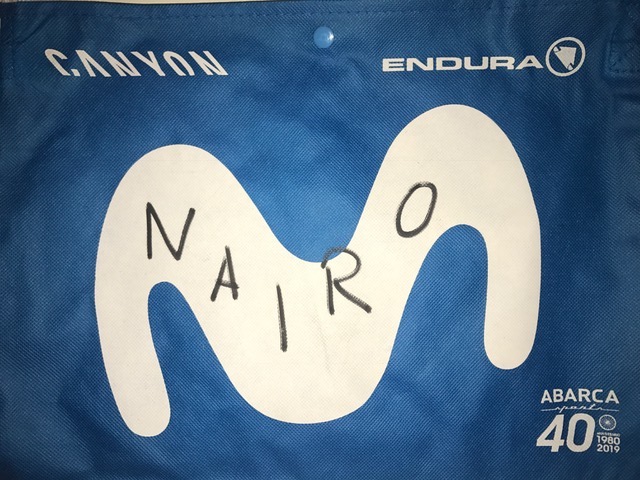 CANYON ENDURA
NAIRO
ABARCA
sports
40
1980
2019